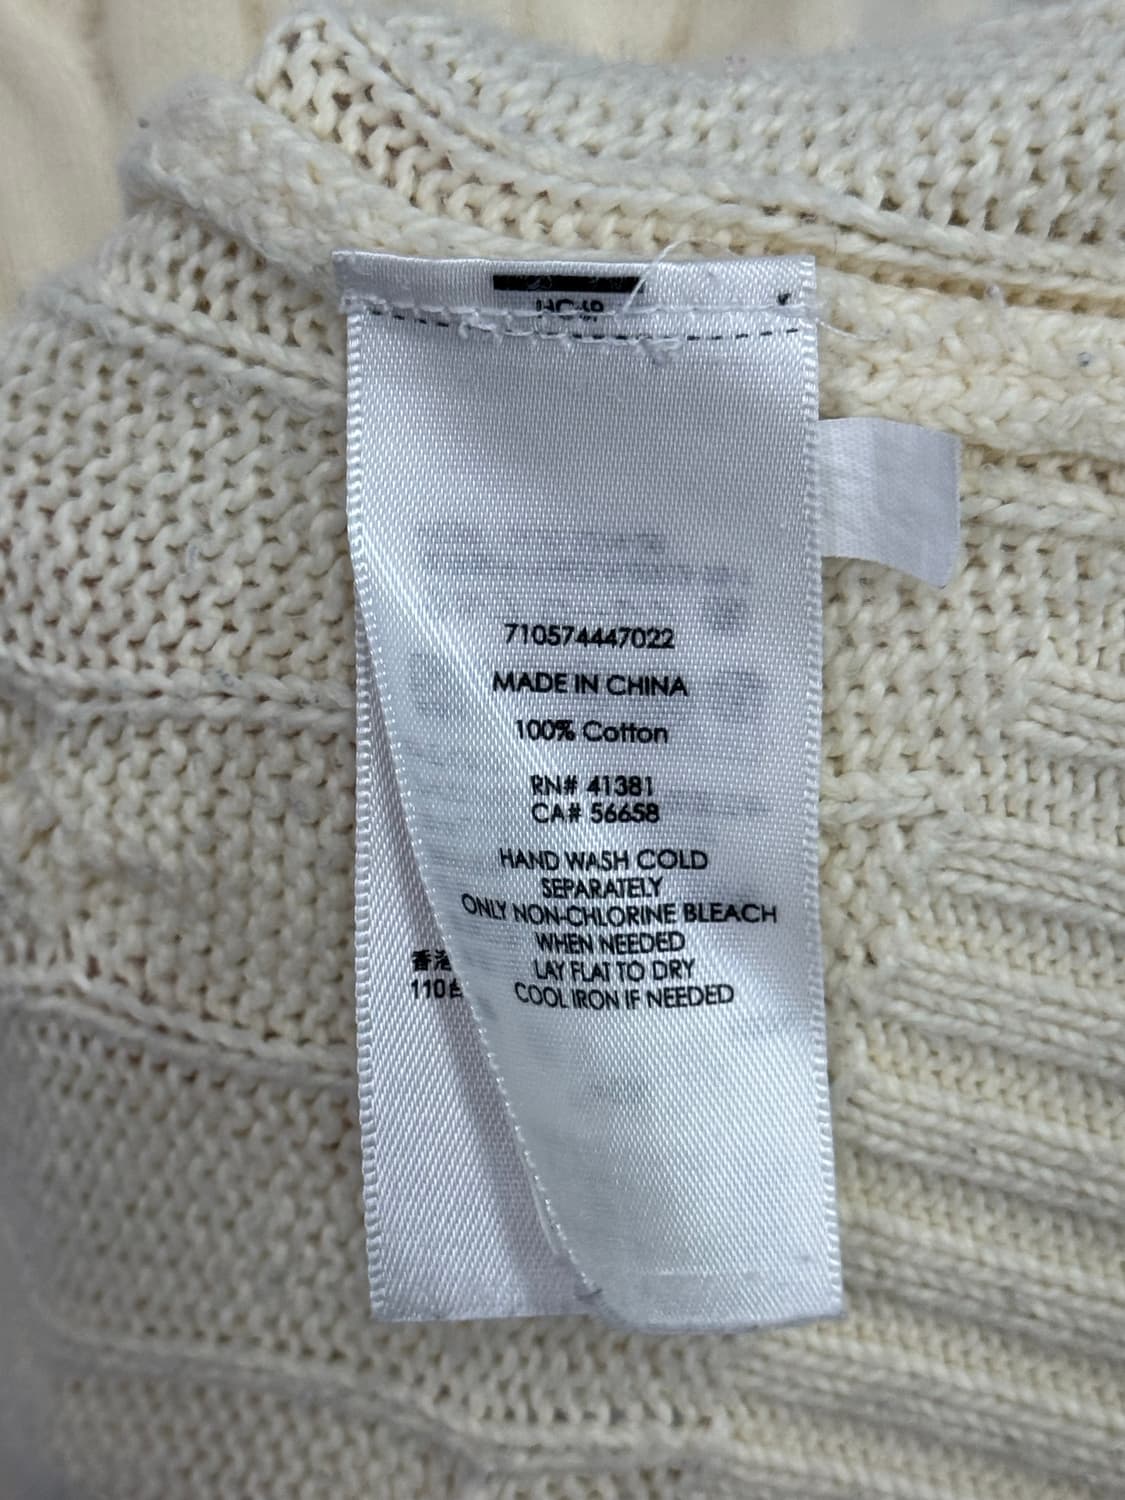 710574447022
MADE IN CHINA
100% Cotton
RN# 41381
CA# 56658
HAND WASH COLD
SEPARATELY
ONLY NON-CHLORINE BLEACH
WHEN NEEDED
LAY FLAT TO DRY
COOL IRON IF NEEDED
香港
110